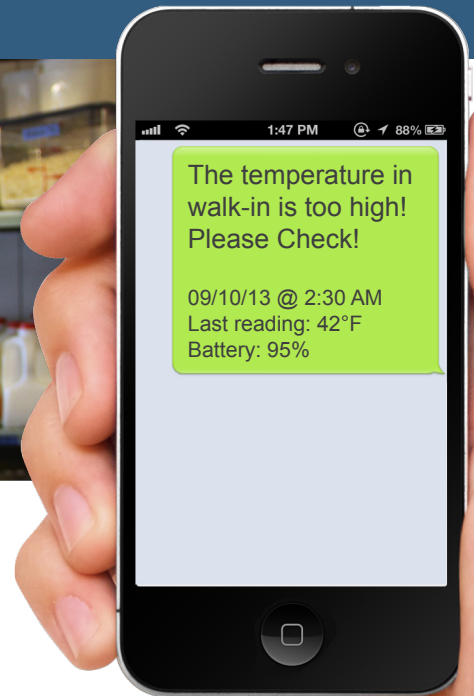 1:47 PM 88%
The temperature in
walk-in is too high!
Please Check!
09/10/13 @ 2:30 AM
Last reading: 42°F
Battery: 95%